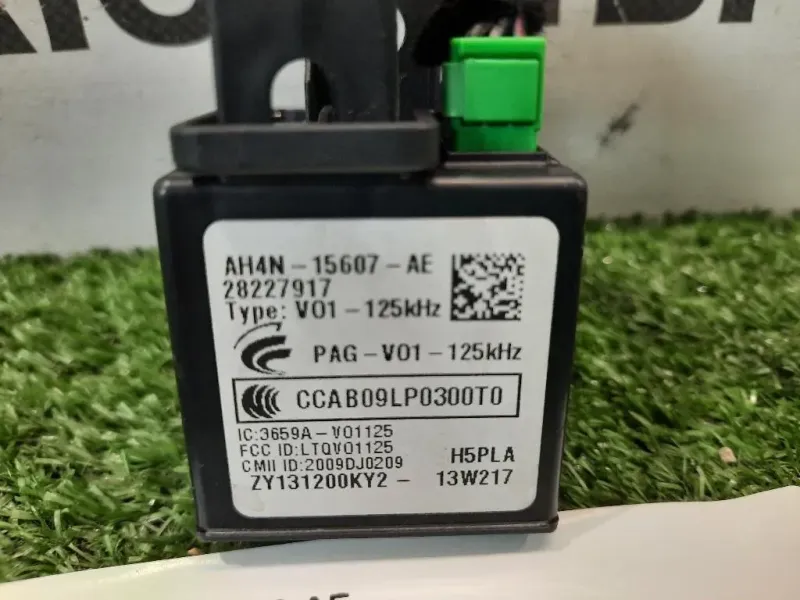 AH4N-15607-AE
28227917
Type: V01-125kHz
PAG-V01-125kHz
CCAB09LP0300T0
IC:3659A-V01125
FCC ID:LTQV01125
CMII ID:2009DJ0209
H5PLA
ZY131200KY2- 13W217